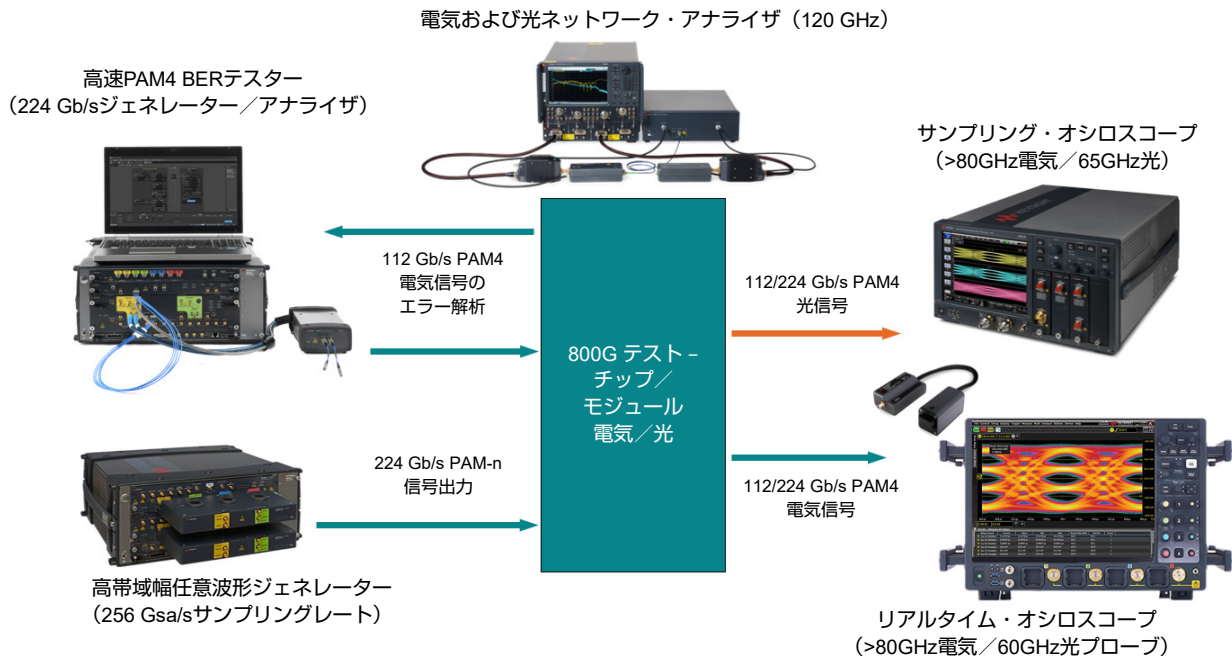 電気および光ネットワーク・アナライザ（120 GHz）
高速PAM4 BERテスター
（224 Gb/sジェネレーター／アナライザ）
サンプリング・オシロスコープ
（>80GHz電気／65GHz光）
112 Gb/s PAM4
電気信号の
エラー解析
112/224 Gb/s PAM4
光信号
800G テスト –
チップ／
モジュール
電気／光
224 Gb/s PAM-n
信号出力
112/224 Gb/s PAM4
電気信号
高帯域幅任意波形ジェネレーター
（256 Gsa/sサンプリングレート）
リアルタイム・オシロスコープ
（>80GHz電気／60GHz光プローブ）